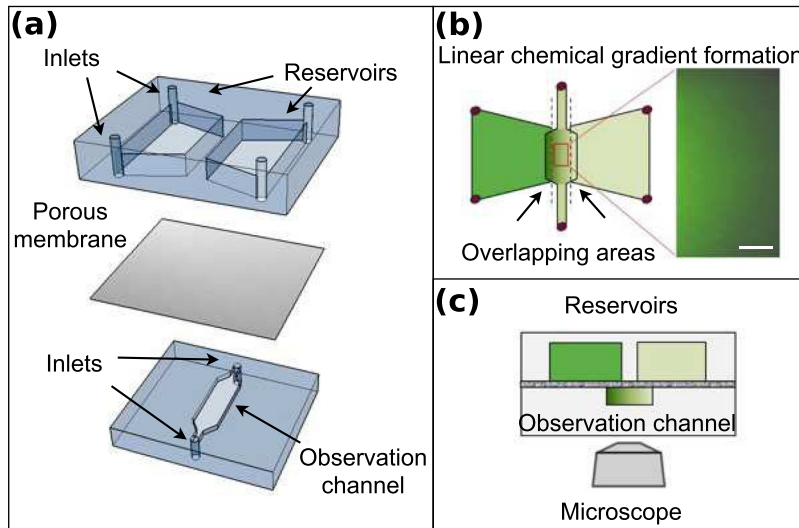 (a)
Inlets
Reservoirs
Porous
membrane
Inlets
Observation
channel
(b)
Linear chemical gradient formation
Overlapping areas
(c)
Reservoirs
Observation channel
Microscope